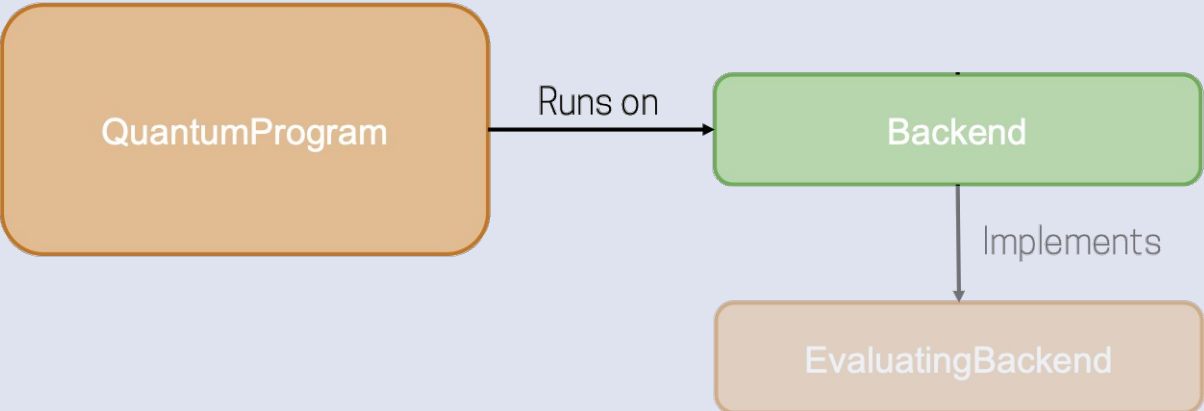 Runs on
QuantumProgram
Backend
Implements
EvaluatingBackend